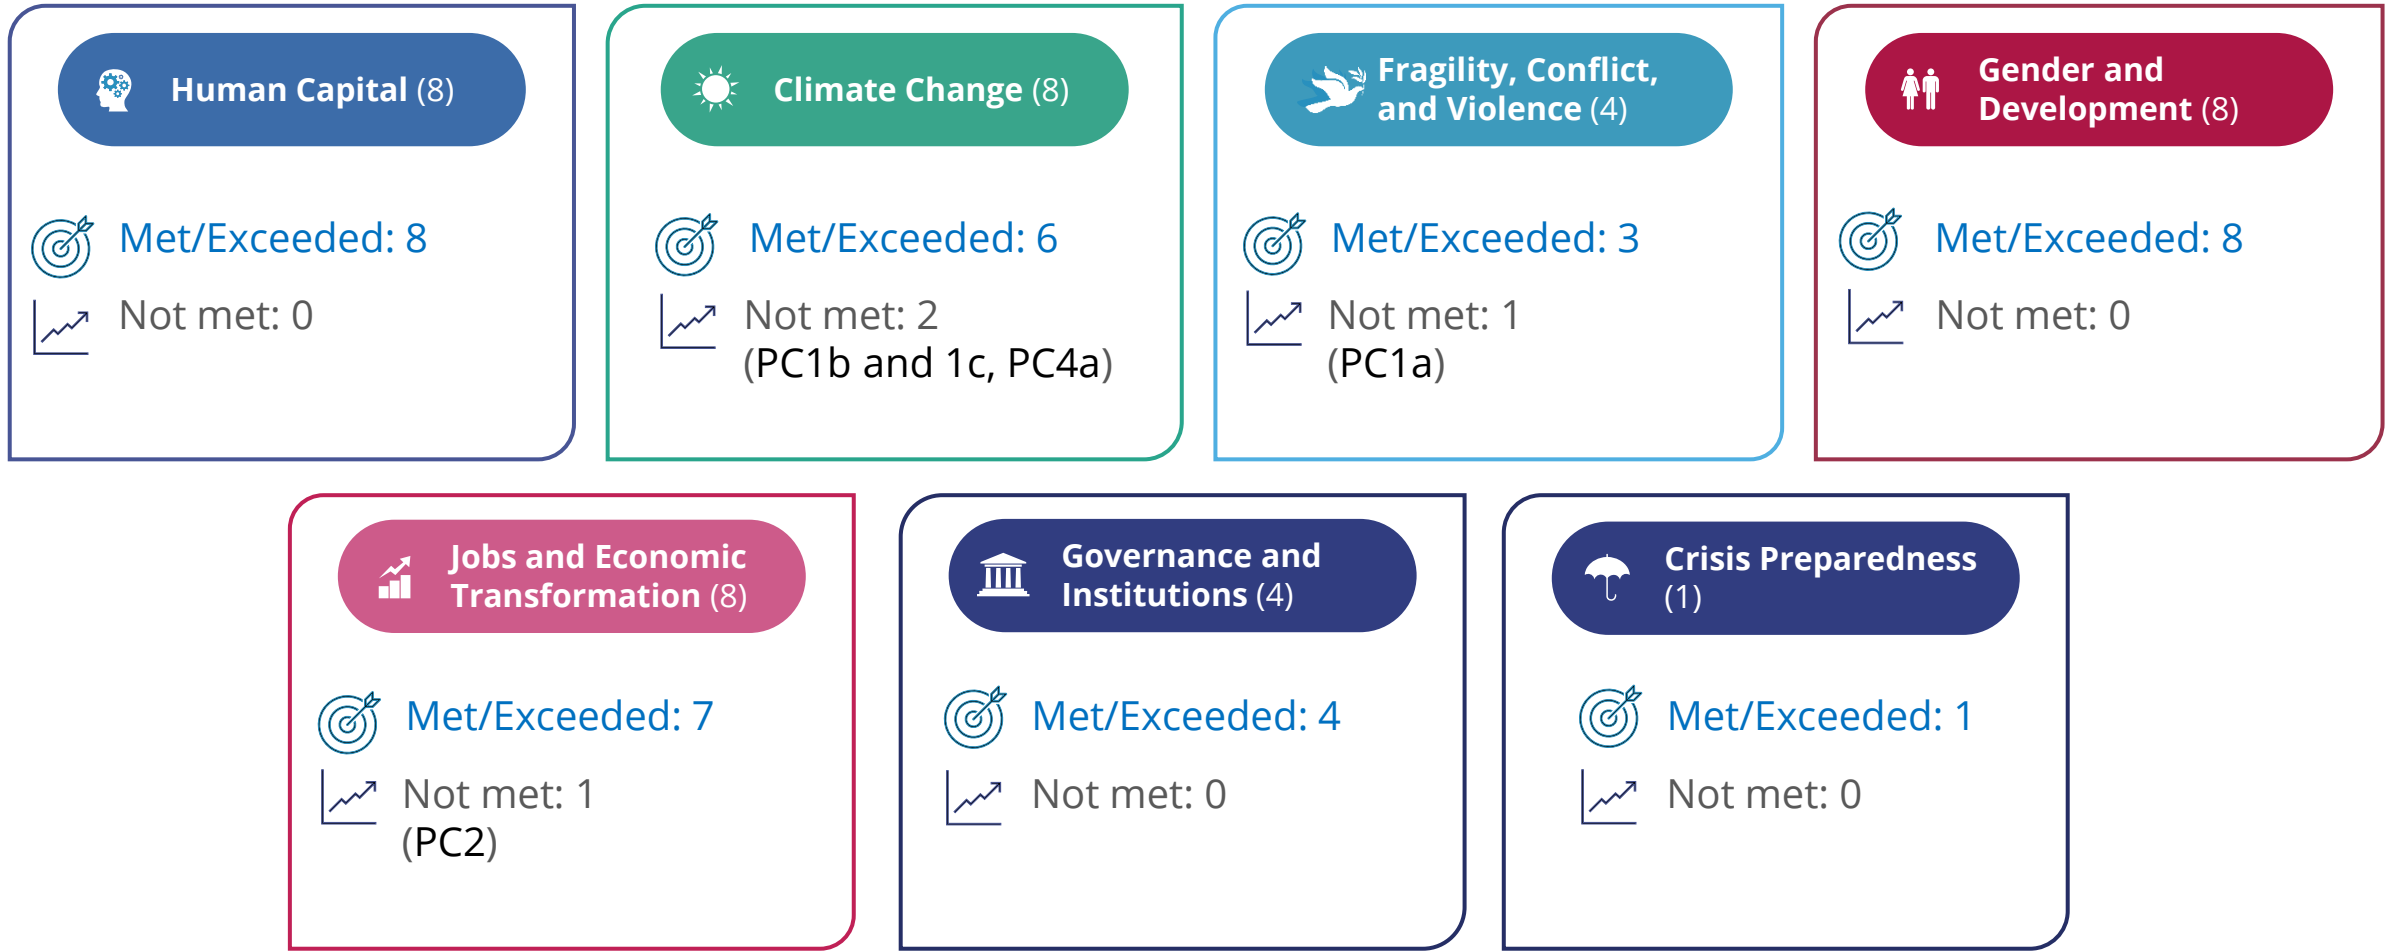 Human Capital (8)
Met/Exceeded: 8
Not met: 0
Climate Change (8)
Met/Exceeded: 6
Not met: 2
(PC1b and 1c, PC4a)
Fragility, Conflict,
and Violence (4)
Met/Exceeded: 3
Not met: 1
(PC1a)
Gender and
Development (8)
Met/Exceeded: 8
Not met: 0
Jobs and Economic
Transformation (8)
Met/Exceeded: 7
Not met: 1
(PC2)
Governance and
Institutions (4)
Met/Exceeded: 4
Not met: 0
Crisis Preparedness
(1)
Met/Exceeded: 1
Not met: 0